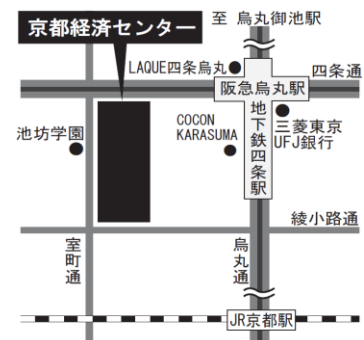 至 烏丸御池駅
京都経済センター
LAQUE四条烏丸
四条通
阪急烏丸駅
池坊学園
COCON
KARASUMA
地下鉄四条駅
三菱東京
UFJ銀行
綾小路通
室町通
烏丸通
JR京都駅